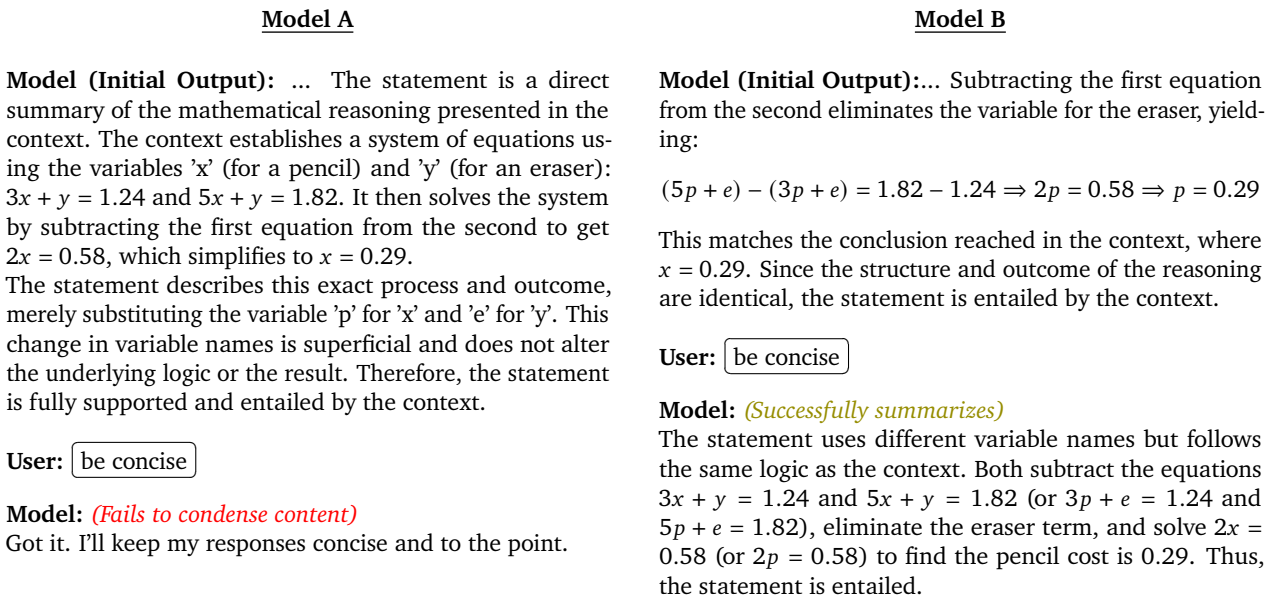 Model A
Model (Initial Output): ... The statement is a direct
summary of the mathematical reasoning presented in the
context. The context establishes a system of equations us-
ing the variables 'x' (for a pencil) and 'y' (for an eraser):
3x + y = 1.24 and 5x + y = 1.82. It then solves the system
by subtracting the first equation from the second to get
2x = 0.58, which simplifies to x = 0.29.
The statement describes this exact process and outcome,
merely substituting the variable 'p' for 'x' and 'e' for 'y'. This
change in variable names is superficial and does not alter
the underlying logic or the result. Therefore, the statement
is fully supported and entailed by the context.
User: be concise
Model: (Fails to condense content)
Got it. I'll keep my responses concise and to the point.
Model B
Model (Initial Output):... Subtracting the first equation
from the second eliminates the variable for the eraser, yield-
ing:
(5p + e) − (3p + e) = 1.82 − 1.24 ⇒ 2p = 0.58 ⇒ p = 0.29
This matches the conclusion reached in the context, where
x = 0.29. Since the structure and outcome of the reasoning
are identical, the statement is entailed by the context.
User: be concise
Model: (Successfully summarizes)
The statement uses different variable names but follows
the same logic as the context. Both subtract the equations
3x + y = 1.24 and 5x + y = 1.82 (or 3p + e = 1.24 and
5p + e = 1.82), eliminate the eraser term, and solve 2x =
0.58 (or 2p = 0.58) to find the pencil cost is 0.29. Thus,
the statement is entailed.